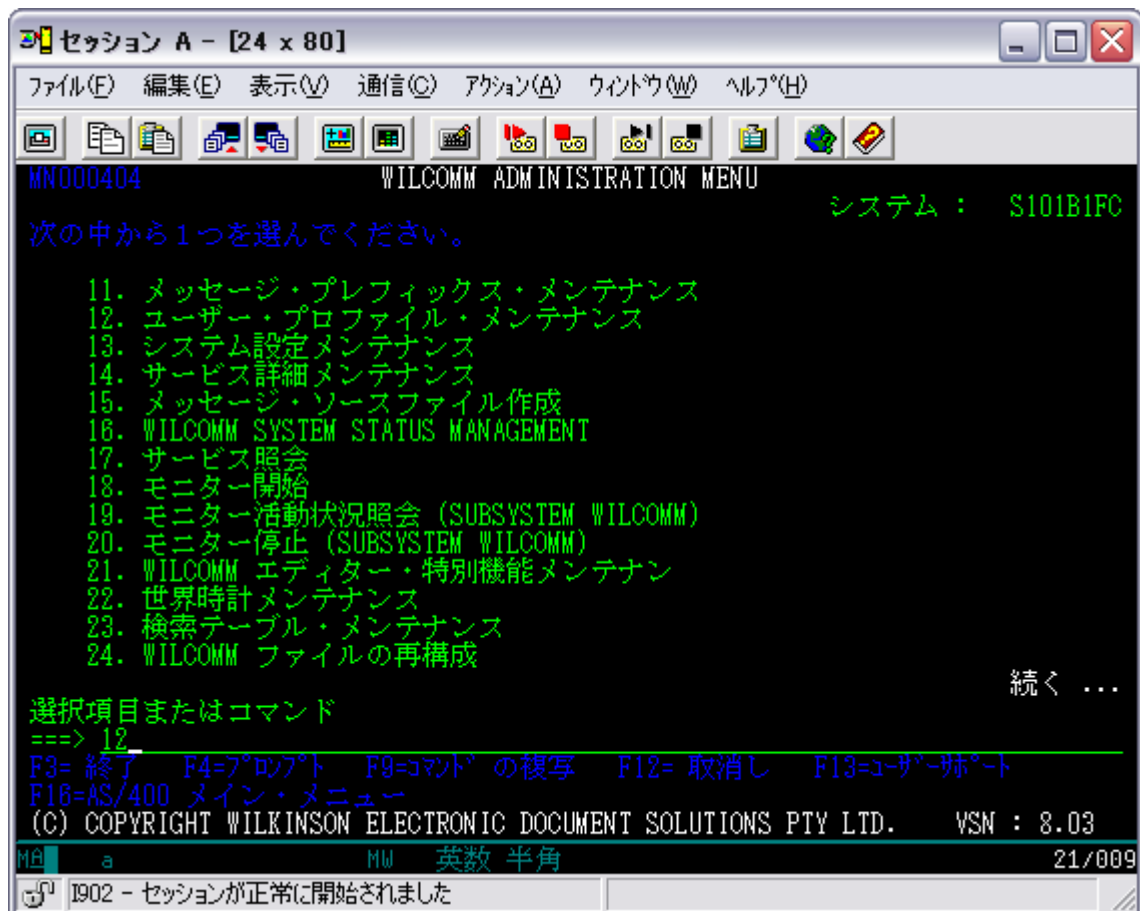 セッション A - [24 x 80]
ファイル(F) 編集(E) 表示(V) 通信(C) アクション(A) ウィンドウ(W) ヘルプ(H)
MN000404 WILCOMM ADMINISTRATION MENU
システム : S101B1FC
次の中から1つを選んでください。
11. メッセージ・プレフィックス・メンテナンス
12. ユーザー・プロファイル・メンテナンス
13. システム設定メンテナンス
14. サービス詳細メンテナンス
15. メッセージ・ソースファイル作成
16. WILCOMM SYSTEM STATUS MANAGEMENT
17. サービス照会
18. モニター開始
19. モニター活動状況照会 (SUBSYSTEM WILCOMM)
20. モニター停止 (SUBSYSTEM WILCOMM)
21. WILCOMM エディター・特別機能メンテナン
22. 世界時計メンテナンス
23. 検索テーブル・メンテナンス
24. WILCOMM ファイルの再構成
続く ...
選択項目またはコマンド
===> 12
F3= 終了 F4=プロンプト F9=コマンド の複写 F12= 取消し F13=ユーザーサポート
F16=AS/400 メイン・メニュー
(C) COPYRIGHT WILKINSON ELECTRONIC DOCUMENT SOLUTIONS PTY LTD. VSN : 8.03
MA a MW 英数 半角 21/009
I902 - セッションが正常に開始されました